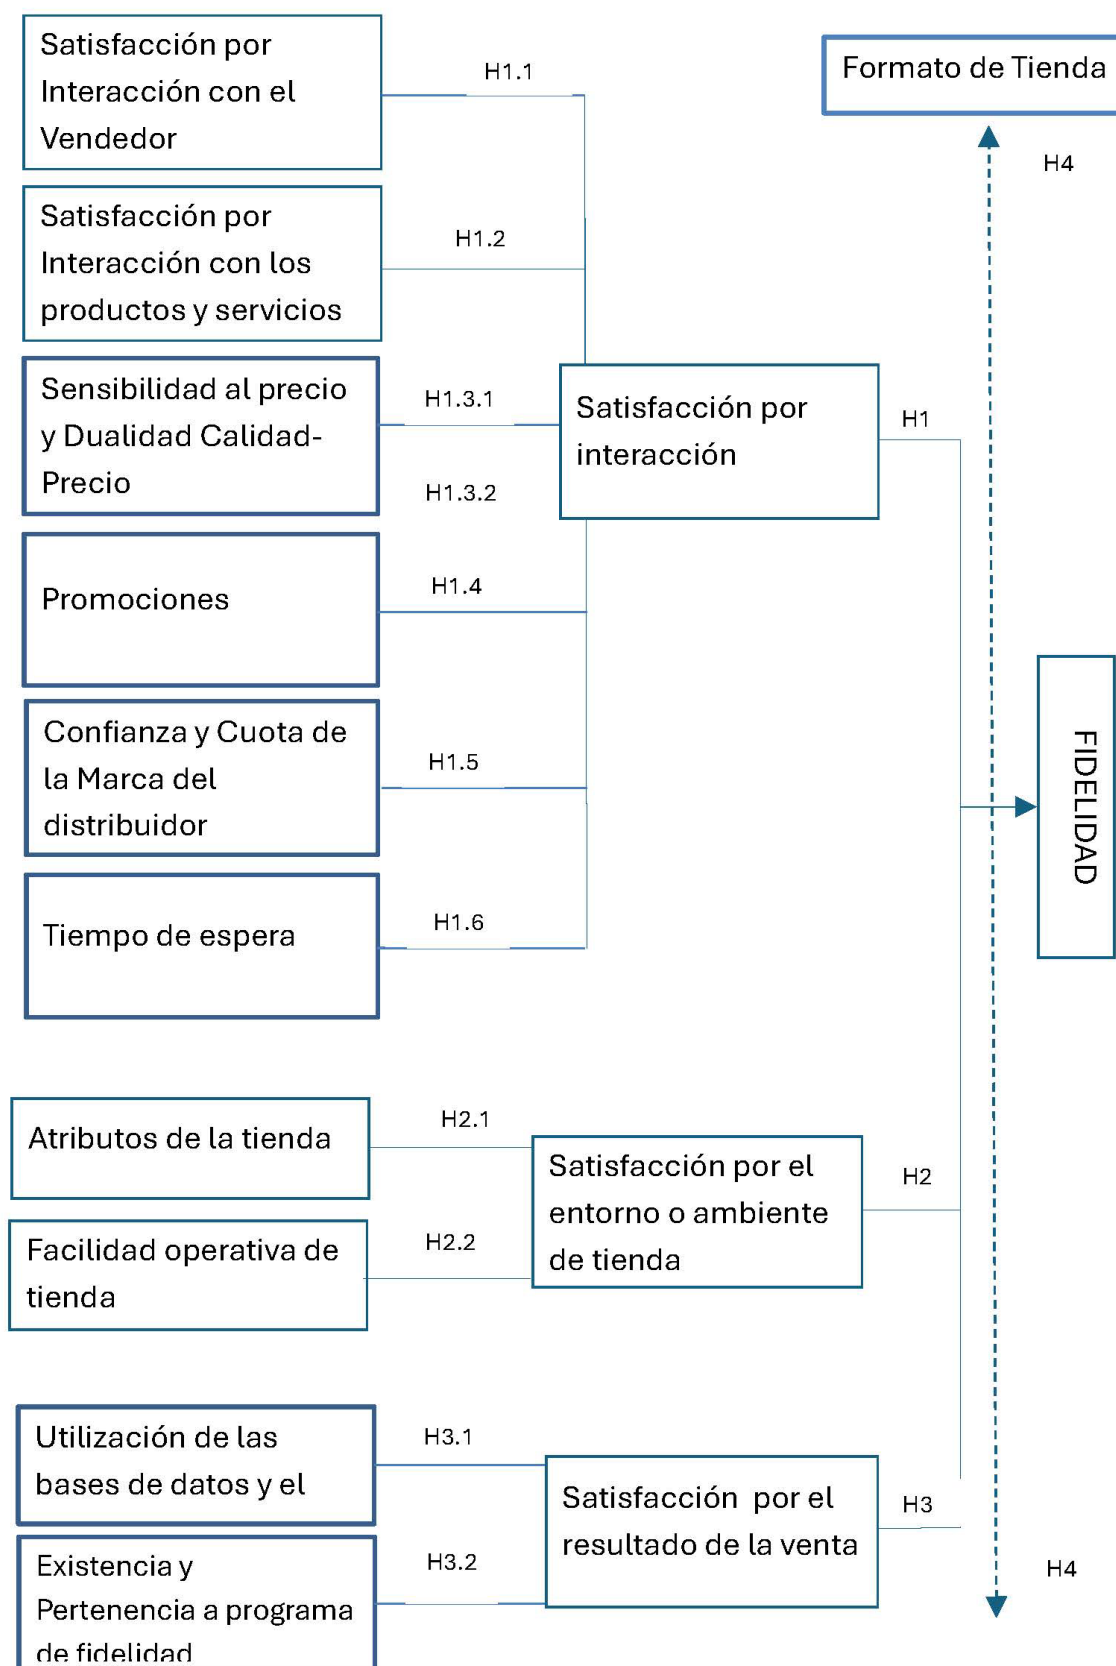 Satisfacción por
Interacción con el
Vendedor
H1.1
Formato de Tienda
H4
Satisfacción por
Interacción con los
productos y servicios
H1.2
Sensibilidad al precio
y Dualidad Calidad-
Precio
H1.3.1
H1.3.2
Satisfacción por
interacción
H1
Promociones
H1.4
Confianza y Cuota de
la Marca del
distribuidor
H1.5
FIDELIDAD
Tiempo de espera
H1.6
Atributos de la tienda
H2.1
Facilidad operativa de
tienda
H2.2
Satisfacción por el
entorno o ambiente
de tienda
H2
Utilización de las
bases de datos y el
H3.1
Existencia y
Pertenencia a programa
de fidelidad
H3.2
Satisfacción por el
resultado de la venta
H3
H4